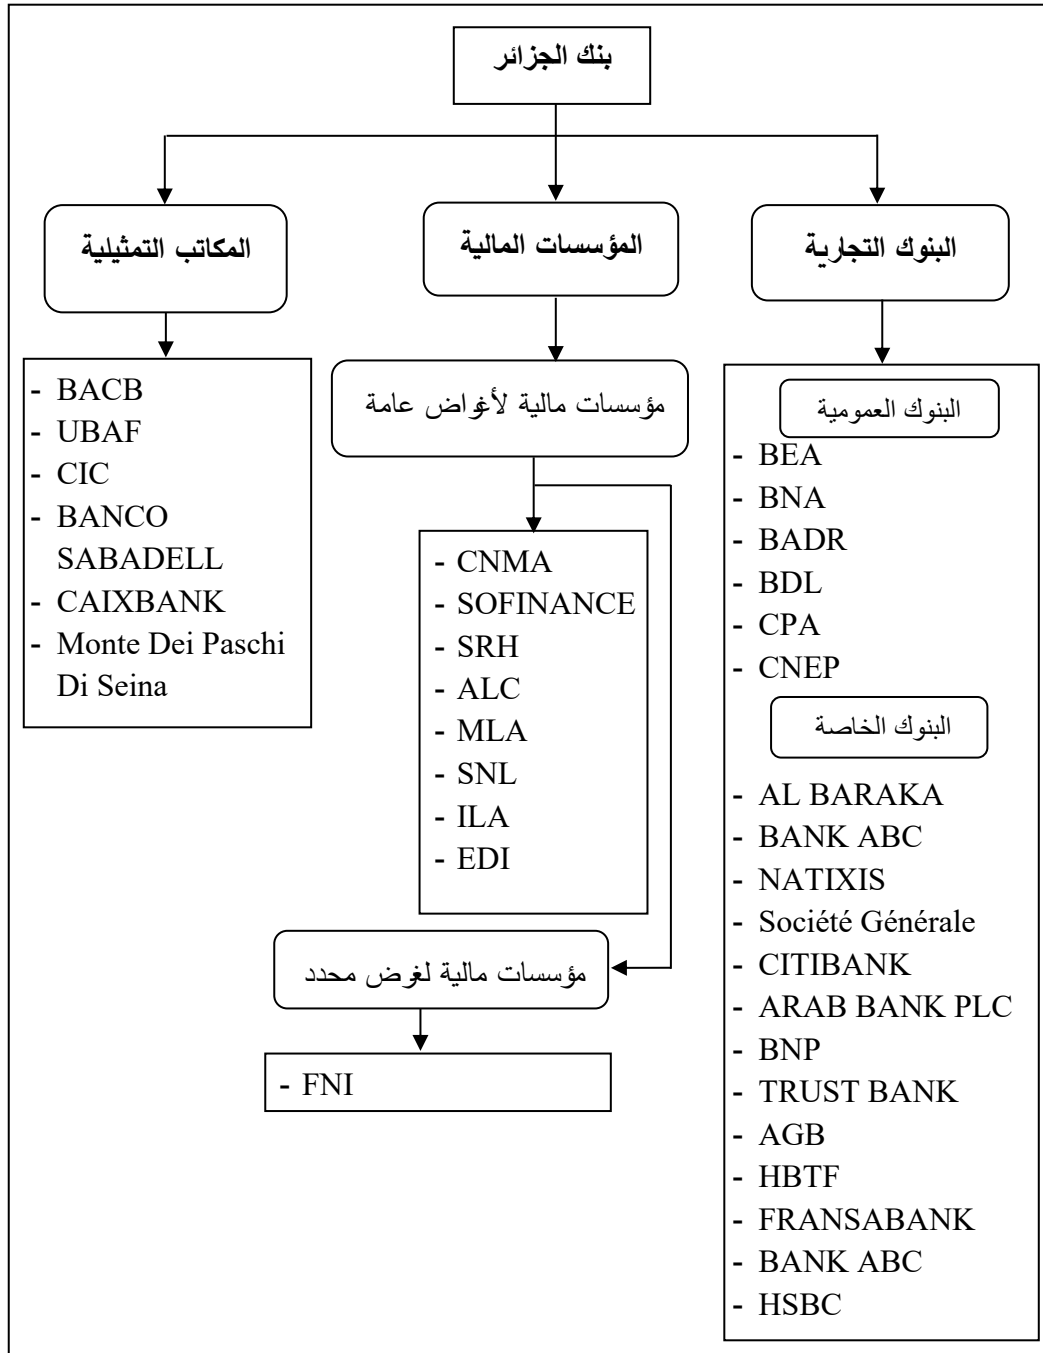 بنك الجزائر
البنوك التجارية
المؤسسات المالية
المكاتب التمثيلية
البنوك العمومية
- BEA
- BNA
- BADR
- BDL
- CPA
- CNEP
البنوك الخاصة
- AL BARAKA
- BANK ABC
- NATIXIS
- Société Générale
- CITIBANK
- ARAB BANK PLC
- BNP
- TRUST BANK
- AGB
- HBTF
- FRANSABANK
- BANK ABC
- HSBC
مؤسسات مالية لأغراض عامة
- CNMA
- SOFINANCE
- SRH
- ALC
- MLA
- SNL
- ILA
- EDI
مؤسسات مالية لغرض محدد
- FNI
- BACB
- UBAF
- CIC
- BANCO
SABADELL
- CAIXBANK
- Monte Dei Paschi
Di Seina